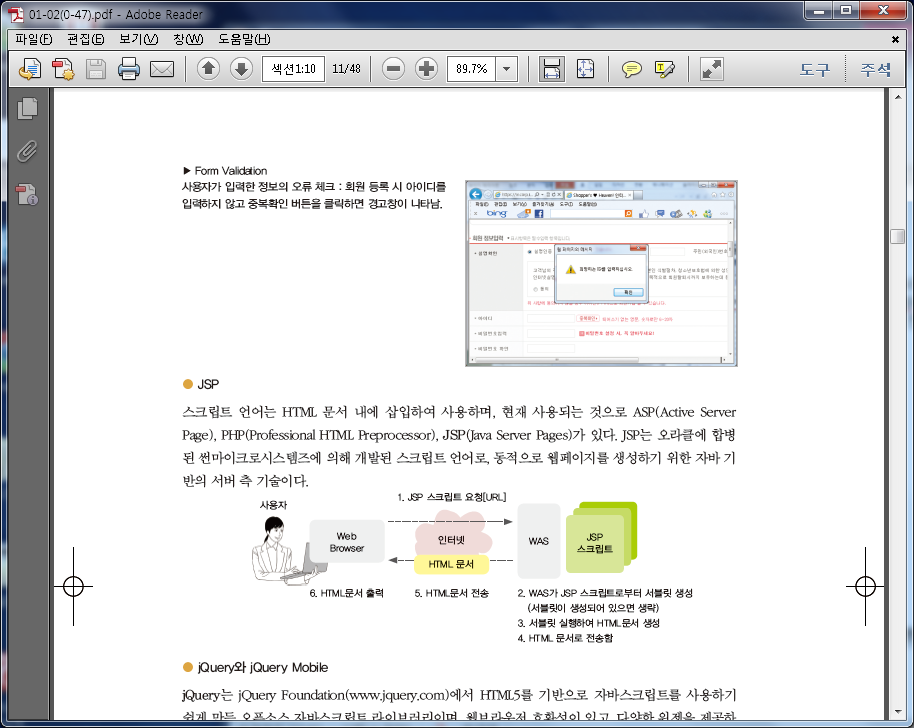 01-02(0-47).pdf - Adobe Reader
파일(F) 편집(E) 보기(V) 창(W) 도움말(H)
섹션1:10 11/48 89.7% 도구 주석
▶ Form Validation
사용자가 입력한 정보의 오류 체크 : 회원 등록 시 아이디를
입력하지 않고 중복확인 버튼을 클릭하면 경고창이 나타남.
bing
회원 정보입력
확인
● JSP
스크립트 언어는 HTML 문서 내에 삽입하여 사용하며, 현재 사용되는 것으로 ASP(Active Server
Page), PHP(Professional HTML Preprocessor), JSP(Java Server Pages)가 있다. JSP는 오라클에 합병
된 썬마이크로시스템즈에 의해 개발된 스크립트 언어로, 동적으로 웹페이지를 생성하기 위한 자바 기
반의 서버 측 기술이다.
사용자
1. JSP 스크립트 요청[URL]
Web
Browser
인터넷
HTML 문서
WAS
JSP
스크립트
6. HTML문서 출력
5. HTML문서 전송
2. WAS가 JSP 스크립트로부터 서블릿 생성
(서블릿이 생성되어 있으면 생략)
3. 서블릿 실행하여 HTML문서 생성
4. HTML 문서로 전송함
● jQuery와 jQuery Mobile
jQuery는 jQuery Foundation(www.jquery.com)에서 HTML5를 기반으로 자바스크립트를 사용하기
쉽게 만든 오픈소스 자바스크립트 라이브러리이며, 웹브라우저 호환성이 있고, 다양한 위젯을 제공하